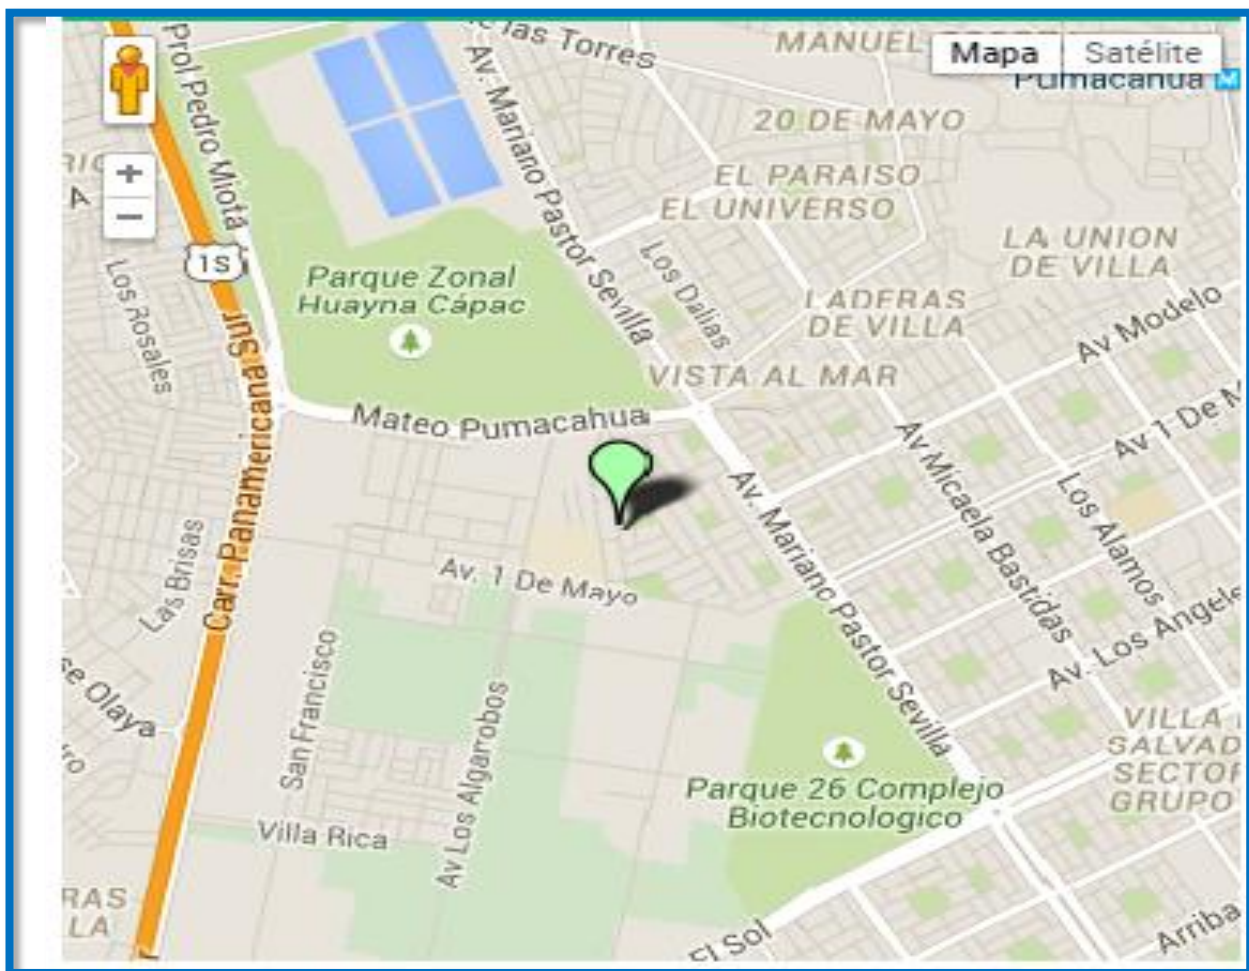 de las Torres
MANUEL
Mapa
Satélite
Pumacahua
M
Prol Pedro Miotta
Av. Mariano Pastor Sevilla
20 DE MAYO
EL PARAISO
EL UNIVERSO
A
+
−
1S
Los Rosales
Parque Zonal
Huayna Cápac
Los Dalias
LA UNION
DE VILLA
LADERAS
DE VILLA
Av Modelo
VISTA AL MAR
Mateo Pumacahua
Carr. Panamericana Sur
Av 1 De M
Av Micaela Bastidas
Los Alamos
Av. Marianc Pastor Sevilla
Las Brisas
Av. 1 De Mayo
Av. Los Angele
se Olaya
San Francisco
Av Los Algarobos
VILLA
SALVAD
SECTOR
GRUPO
Parque 26 Complejo
Biotecnologico
Villa Rica
RAS
LA
El Sol
Arriba